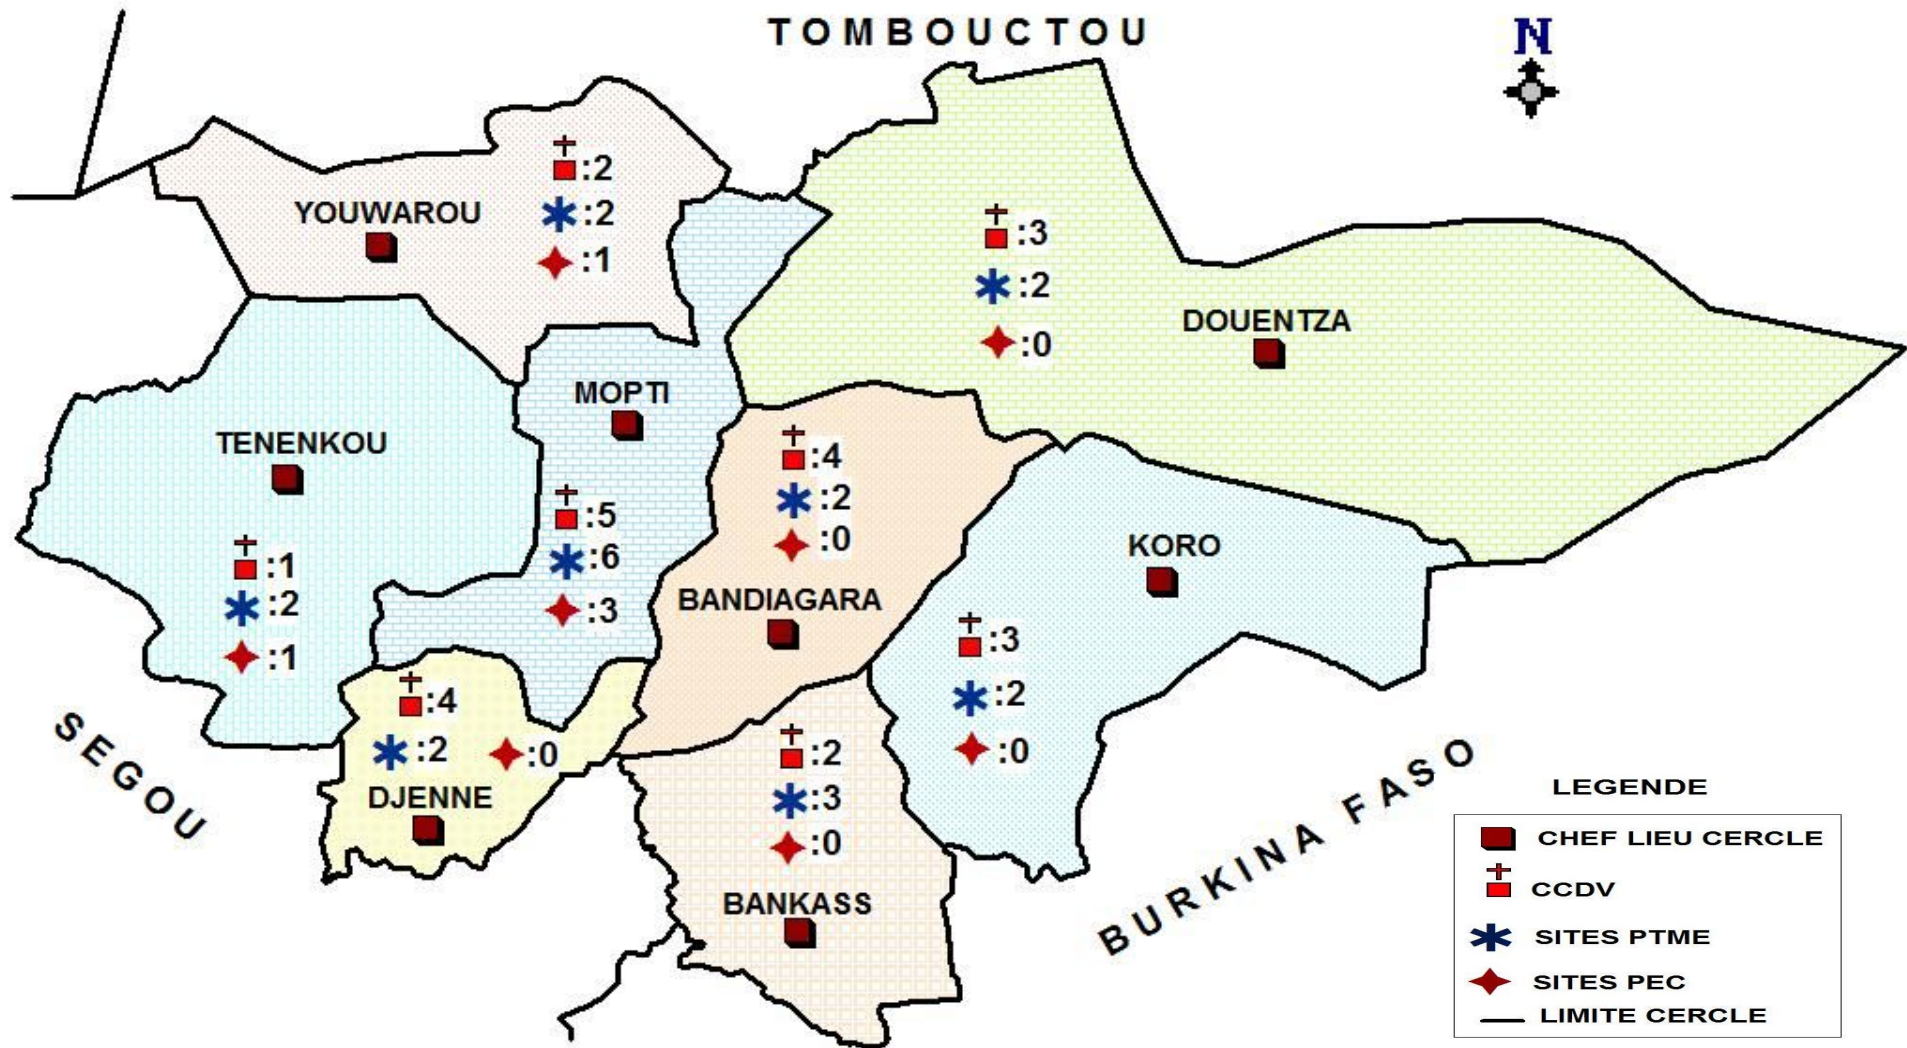 TOMBOUCTOU
N
YOUWAROU
:2
:2
:1
:3
:2
:0
DOUENTZA
MOPTI
:5
:6
:3
TENENKOU
:1
:2
:1
:4
:2
:0
BANDIAGARA
KORO
:3
:2
:0
:4
:2
:0
DJENNE
:2
:3
:0
BANKASS
SEGOU
BURKINA FASO
LEGENDE
CHEF LIEU CERCLE
CCDV
SITES PTME
SITES PEC
LIMITE CERCLE